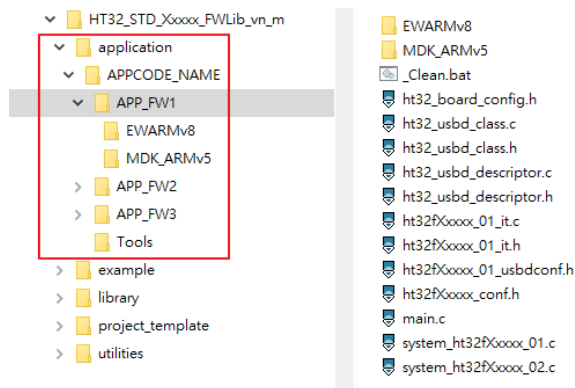 HT32_STD_Xxxxx_FWLib_vn_m
application
APPCODE_NAME
APP_FW1
EWARMv8
MDK_ARMv5
APP_FW2
APP_FW3
Tools
example
library
project_template
utilities
EWARMv8
MDK_ARMv5
_Clean.bat
ht32_board_config.h
ht32_usbd_class.c
ht32_usbd_class.h
ht32_usbd_descriptor.c
ht32_usbd_descriptor.h
ht32fXxxxx_01_it.c
ht32fXxxxx_01_it.h
ht32fXxxxx_01_usbdconf.h
ht32fXxxxx_conf.h
main.c
system_ht32fXxxxx_01.c
system_ht32fXxxxx_02.c